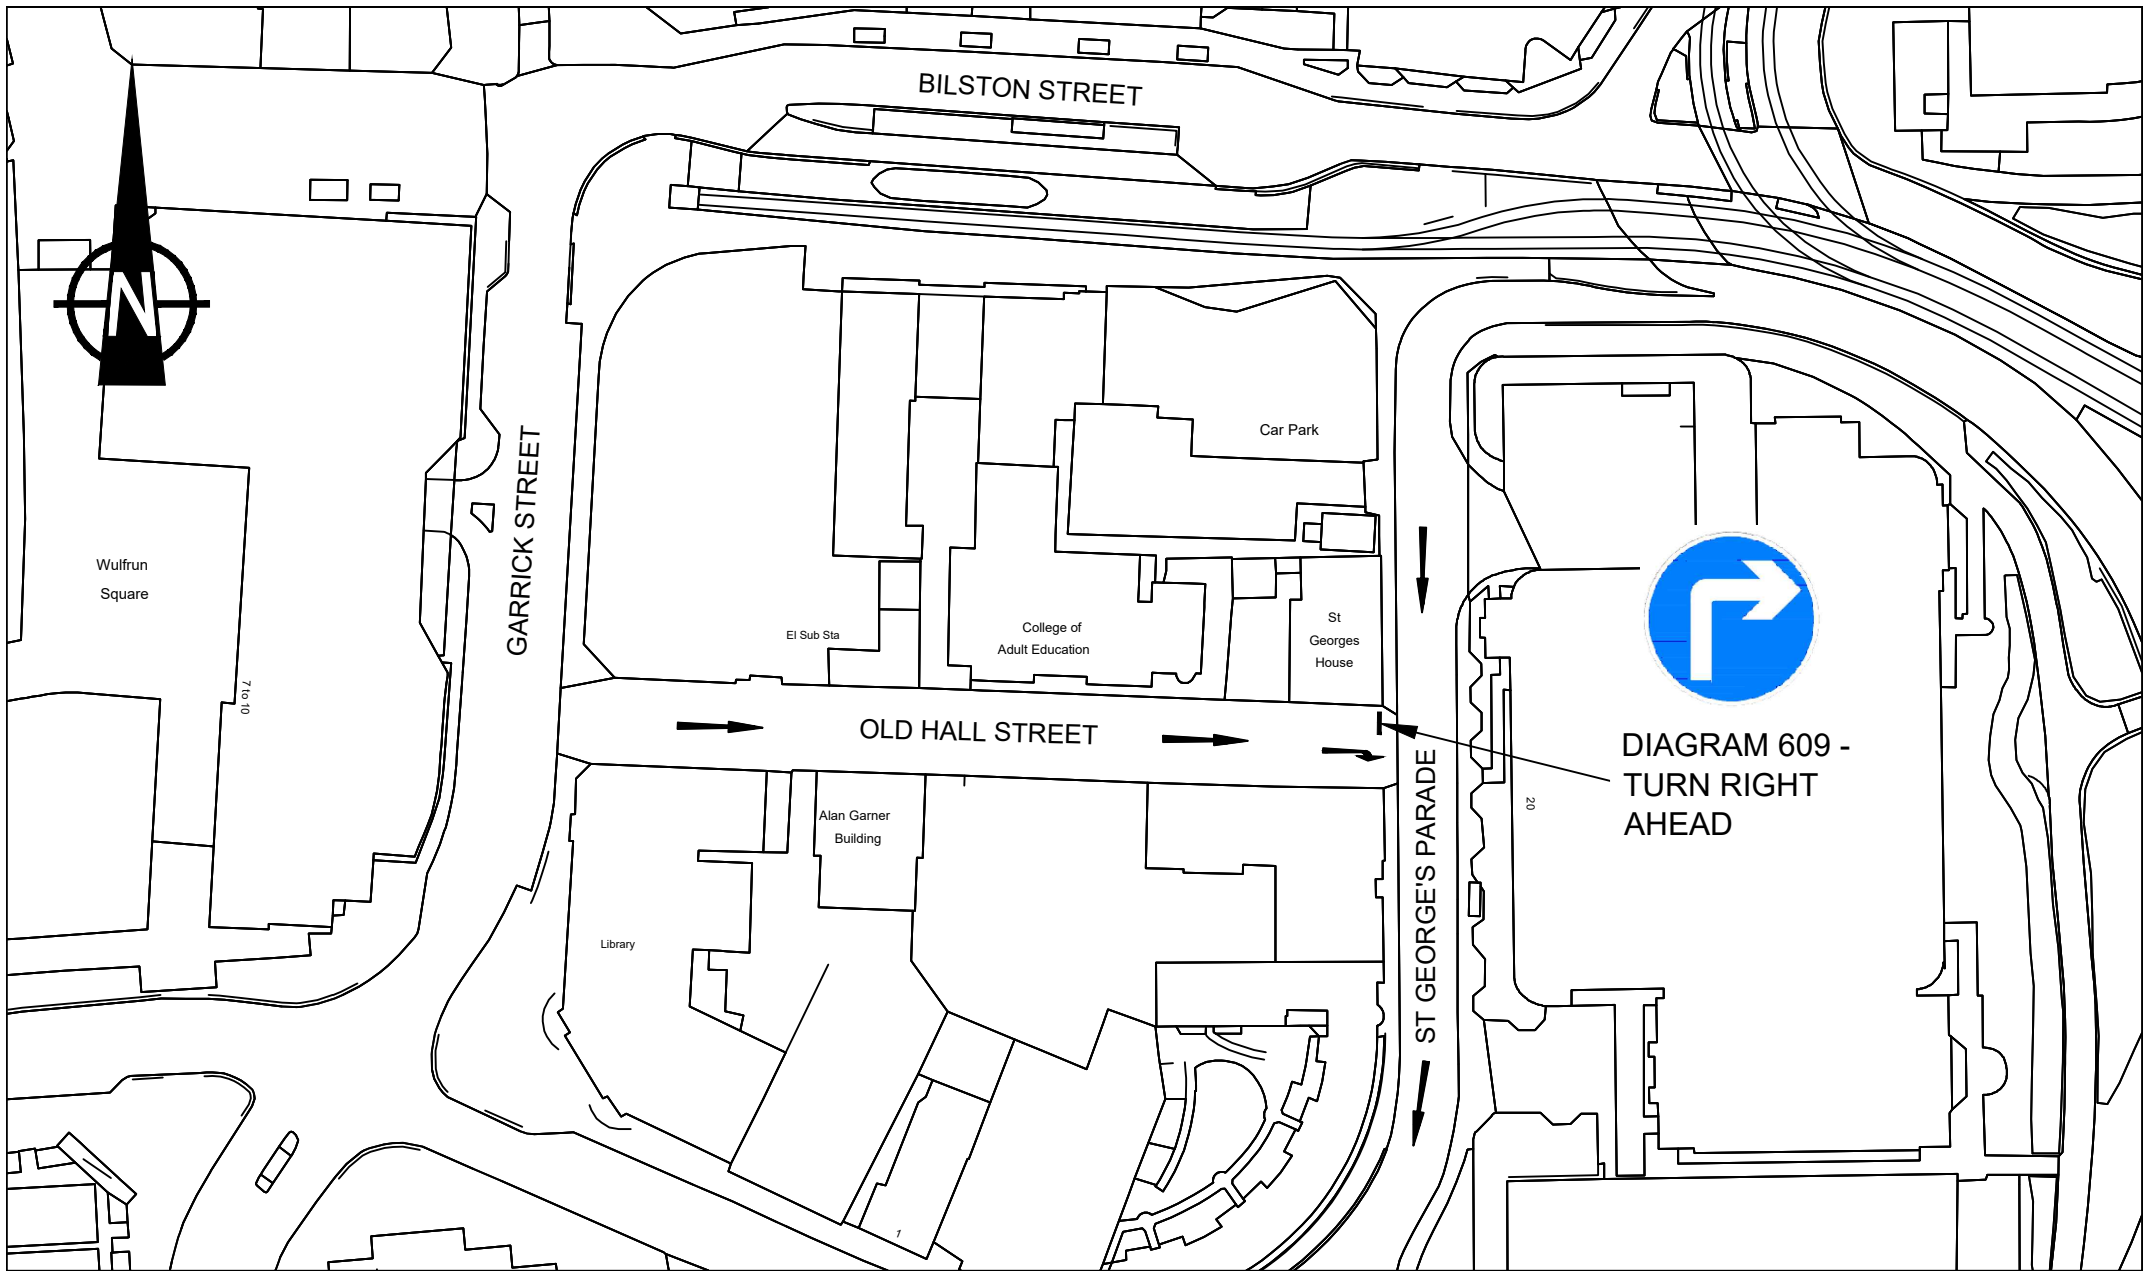 BILSTON STREET
N
GARRICK STREET
Car Park
Wulfrun
Square
El Sub Sta
College of
Adult Education
St
Georges
House
7 to 10
OLD HALL STREET
DIAGRAM 609 -
TURN RIGHT
AHEAD
20
ST GEORGE'S PARADE
Alan Garner
Building
Library
1